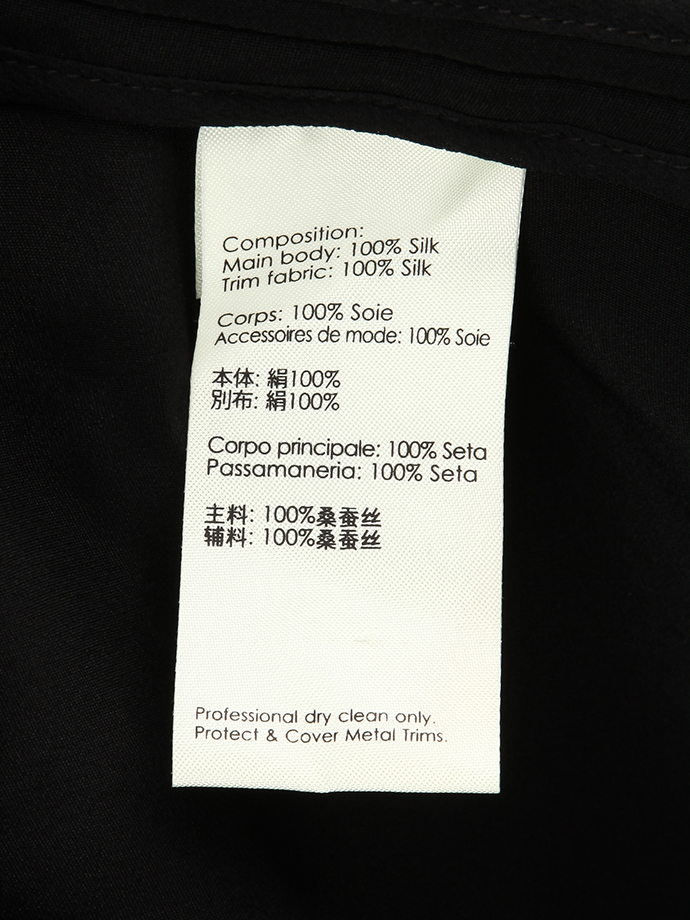 Composition:
Main body: 100% Silk
Trim fabric: 100% Silk
Corps: 100% Soie
Accessoires de mode: 100% Soie
本体: 絹100%
別布: 絹100%
Corpo principale: 100% Seta
Passamaneria: 100% Seta
主料: 100%桑蚕丝
辅料: 100%桑蚕丝
Professional dry clean only.
Protect & Cover Metal Trims.